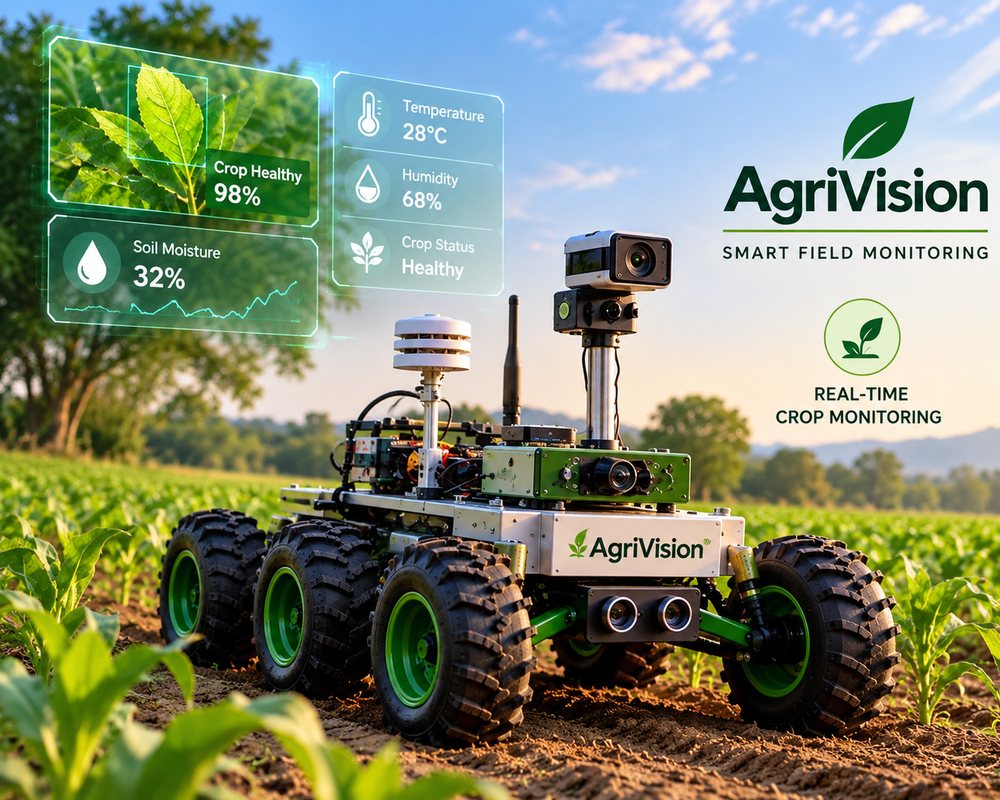 Crop Healthy
98%
Soil Moisture
32%
Temperature
28°C
Humidity
68%
Crop Status
Healthy
AgriVision
SMART FIELD MONITORING
REAL-TIME
CROP MONITORING
AgriVision